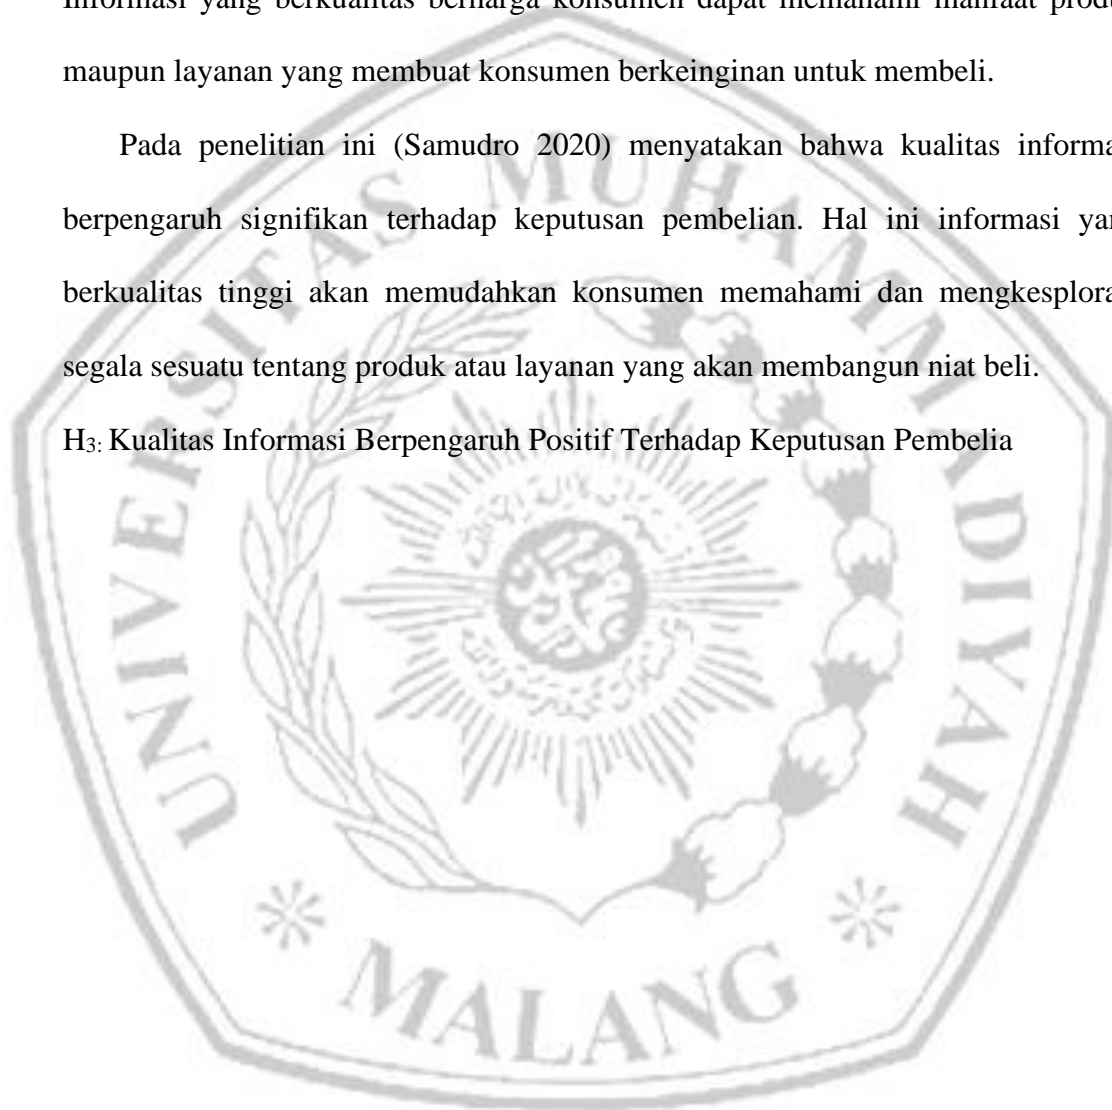 Informasi yang berkualitas berharga konsumen dapat memahami manfaat produ
maupun layanan yang membuat konsumen berkeinginan untuk membeli.
Pada penelitian ini (Samudro 2020) menyatakan bahwa kualitas informa
berpengaruh signifikan terhadap keputusan pembelian. Hal ini informasi yan
berkualitas tinggi akan memudahkan konsumen memahami dan mengkesplora
segala sesuatu tentang produk atau layanan yang akan membangun niat beli.
H3: Kualitas Informasi Berpengaruh Positif Terhadap Keputusan Pembelia
UNIVERSITAS MUHAMMADIYAH
MALANG